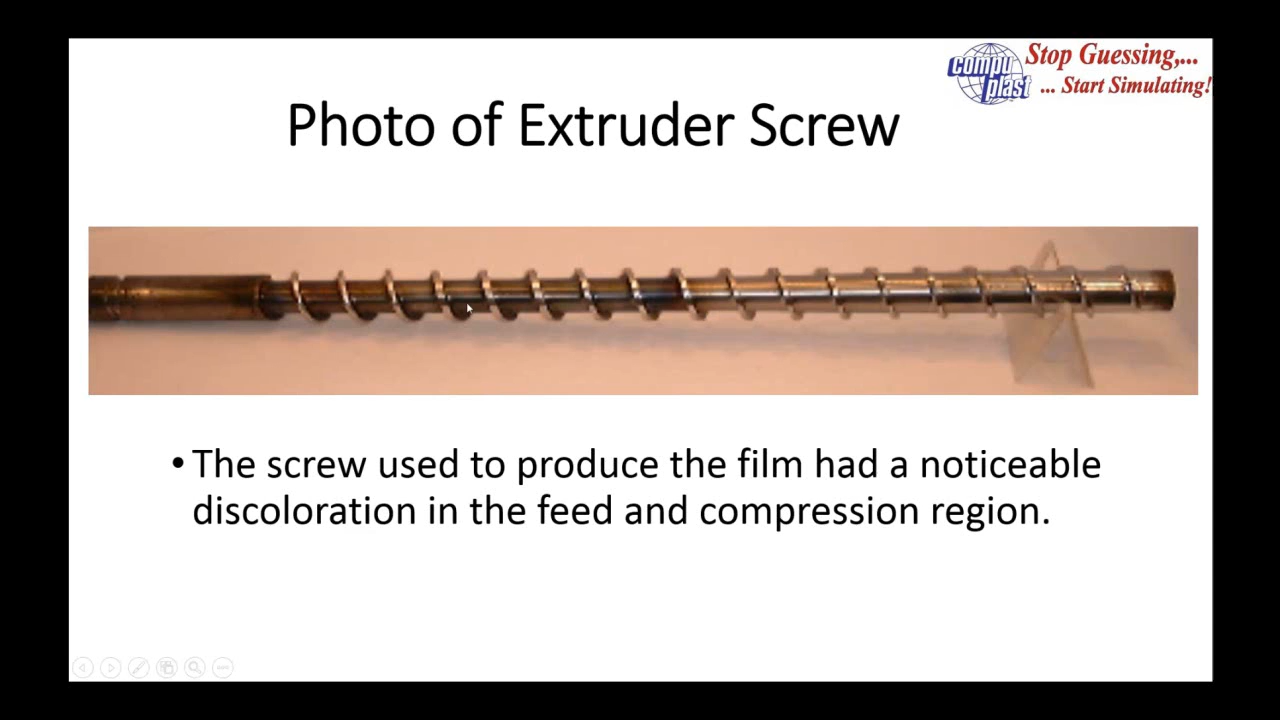 compu
plast
Stop Guessing,...
... Start Simulating!
Photo of Extruder Screw
• The screw used to produce the film had a noticeable
discoloration in the feed and compression region.